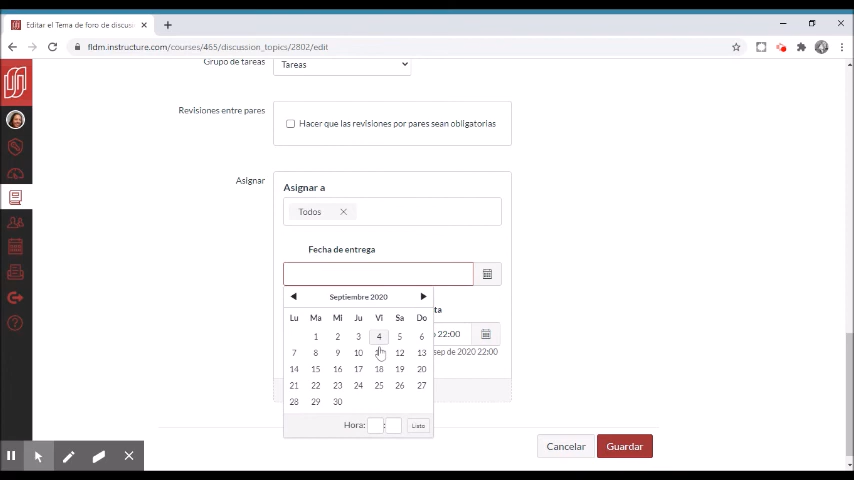 Editar el Tema de foro de discus
fldm.instructure.com/courses/465/discussion_topics/2802/edit
Grupo de tareas
Tareas
Revisiones entre pares
Hacer que las revisiones por pares sean obligatorias
Asignar
Asignar a
Todos
Fecha de entrega
Septiembre 2020
Lu Ma Mi Ju Vi Sa Do
1 2 3 4 5 6
7 8 9 10 12 13
14 15 16 17 18 19 20
21 22 23 24 25 26 27
28 29 30
Hora: :
Listo
ta
22:00
sep de 2020 22:00
Cancelar
Guardar